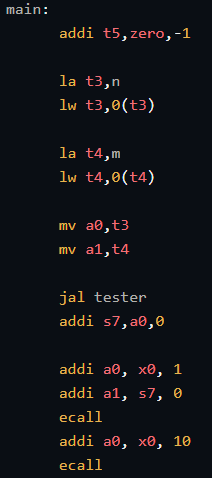 main:
addi t5,zero,-1
la t3,n
lw t3,0(t3)
la t4,m
lw t4,0(t4)
mv a0,t3
mv a1,t4
jal tester
addi s7,a0,0
addi a0, x0, 1
addi a1, s7, 0
ecall
addi a0, x0, 10
ecall